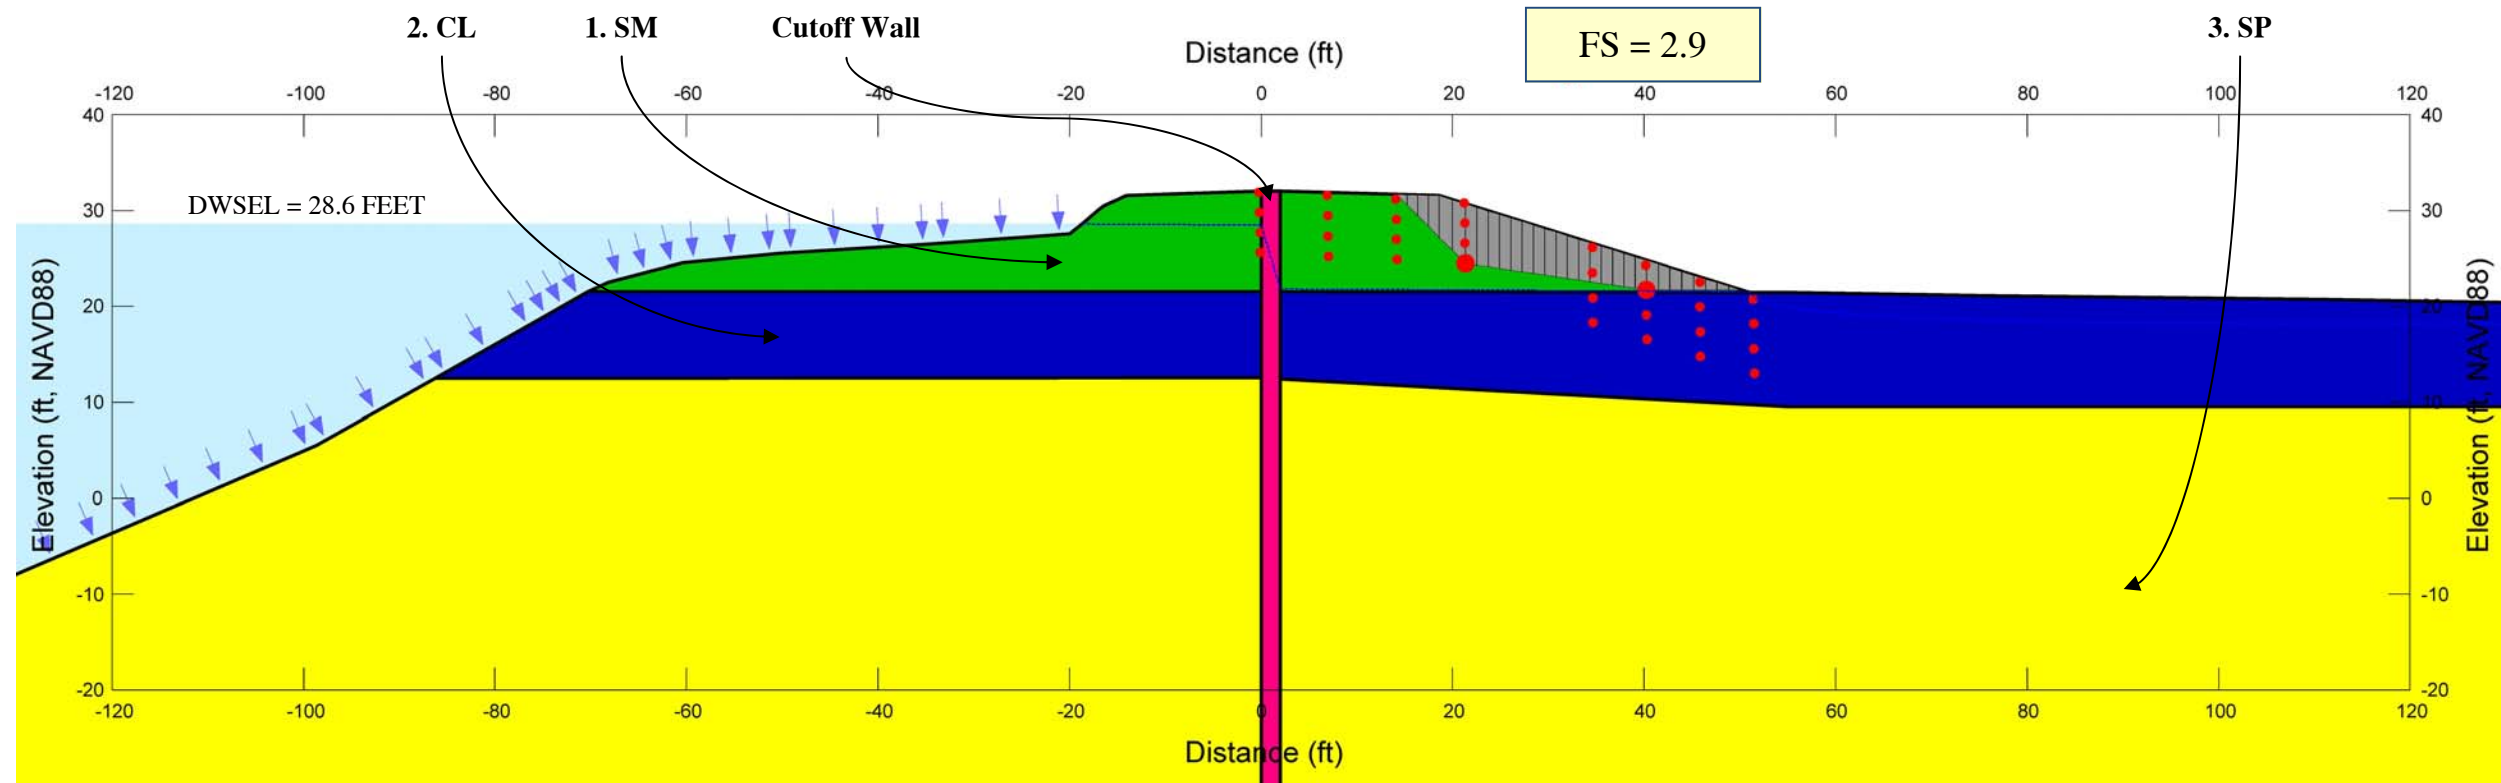 2. CL
1. SM
Cutoff Wall
FS = 2.9
3. SP
Distance (ft)
-120 -100 -80 -60 -40 -20 0 20 40 60 80 100 120
40 40
DWSEL = 28.6 FEET
30 30
20 20
10 10
0 0
-10 -10
-20 -20
Elevation (ft, NAVD88)
Elevation (ft, NAVD88)
-120 -100 -80 -60 -40 -20 0 20 40 60 80 100 120
Distance (ft)